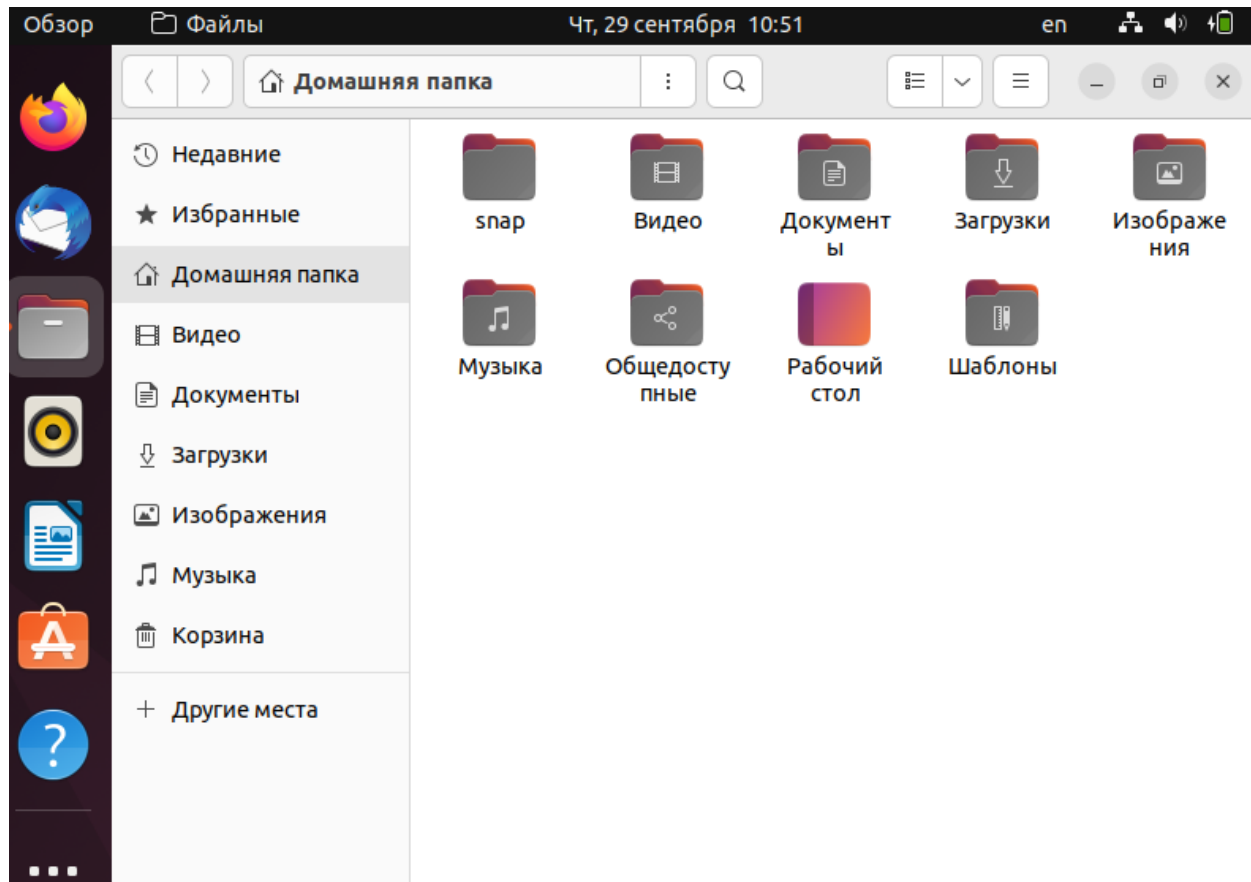 Обзор Файлы Чт, 29 сентября 10:51 en
Домашняя папка
Недавние
Избранные
Домашняя папка
Видео
Документы
Загрузки
Изображения
Музыка
Корзина
Другие места
snap Видео Документ Загрузки Изображе
ы ния
Музыка Общедосту Рабочий Шаблоны
пные стол